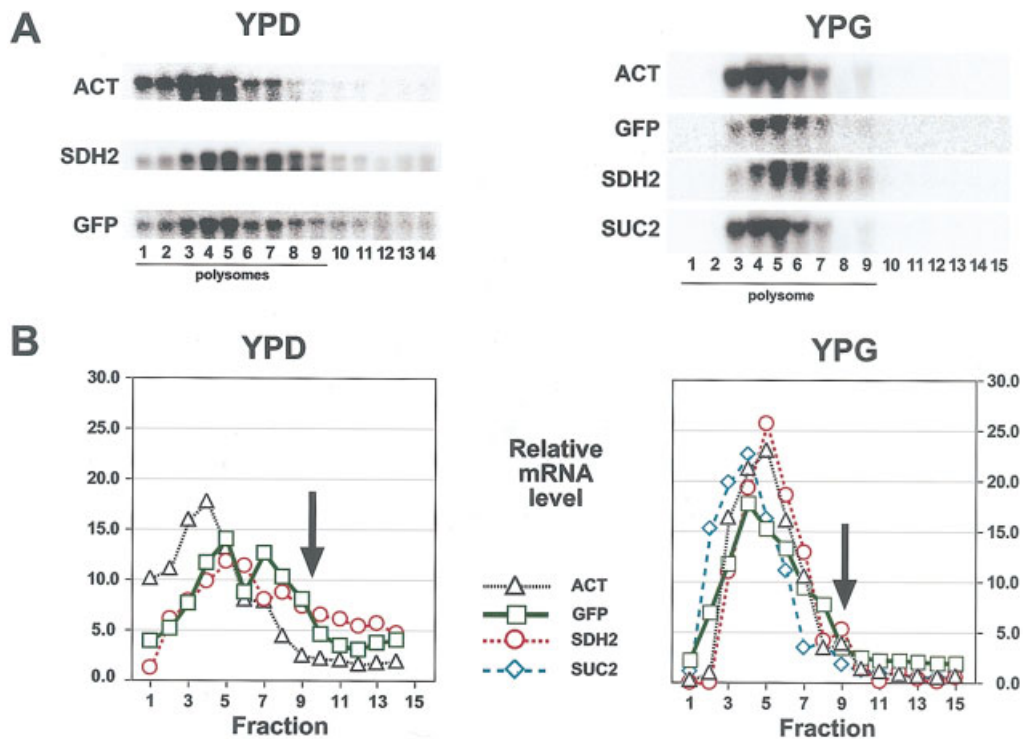 A
YPD
ACT
SDH2
GFP
1 2 3 4 5 6 7 8 9 10 11 12 13 14
polysomes
YPG
ACT
GFP
SDH2
SUC2
1 2 3 4 5 6 7 8 9 10 11 12 13 14 15
polysome
B
YPD
30.0
25.0
20.0
15.0
10.0
5.0
0.0
1 3 5 7 9 11 13 15
Fraction
Relative
mRNA
level
ACT
GFP
SDH2
SUC2
YPG
30.0
25.0
20.0
15.0
10.0
5.0
0.0
1 3 5 7 9 11 13 15
Fraction